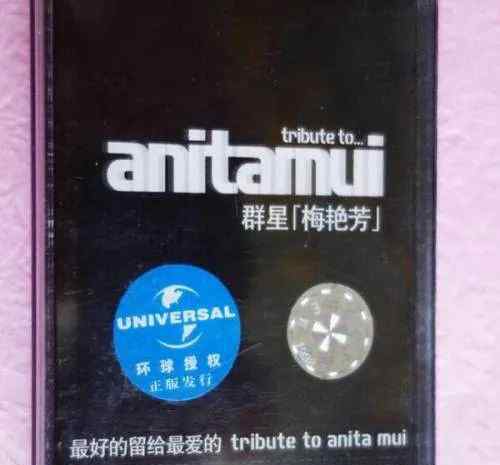 tribute to...
anitamui
群星「梅艳芳」
UNIVERSAL
环球授权
正版发行
最好的留给最爱的 tribute to anita mui